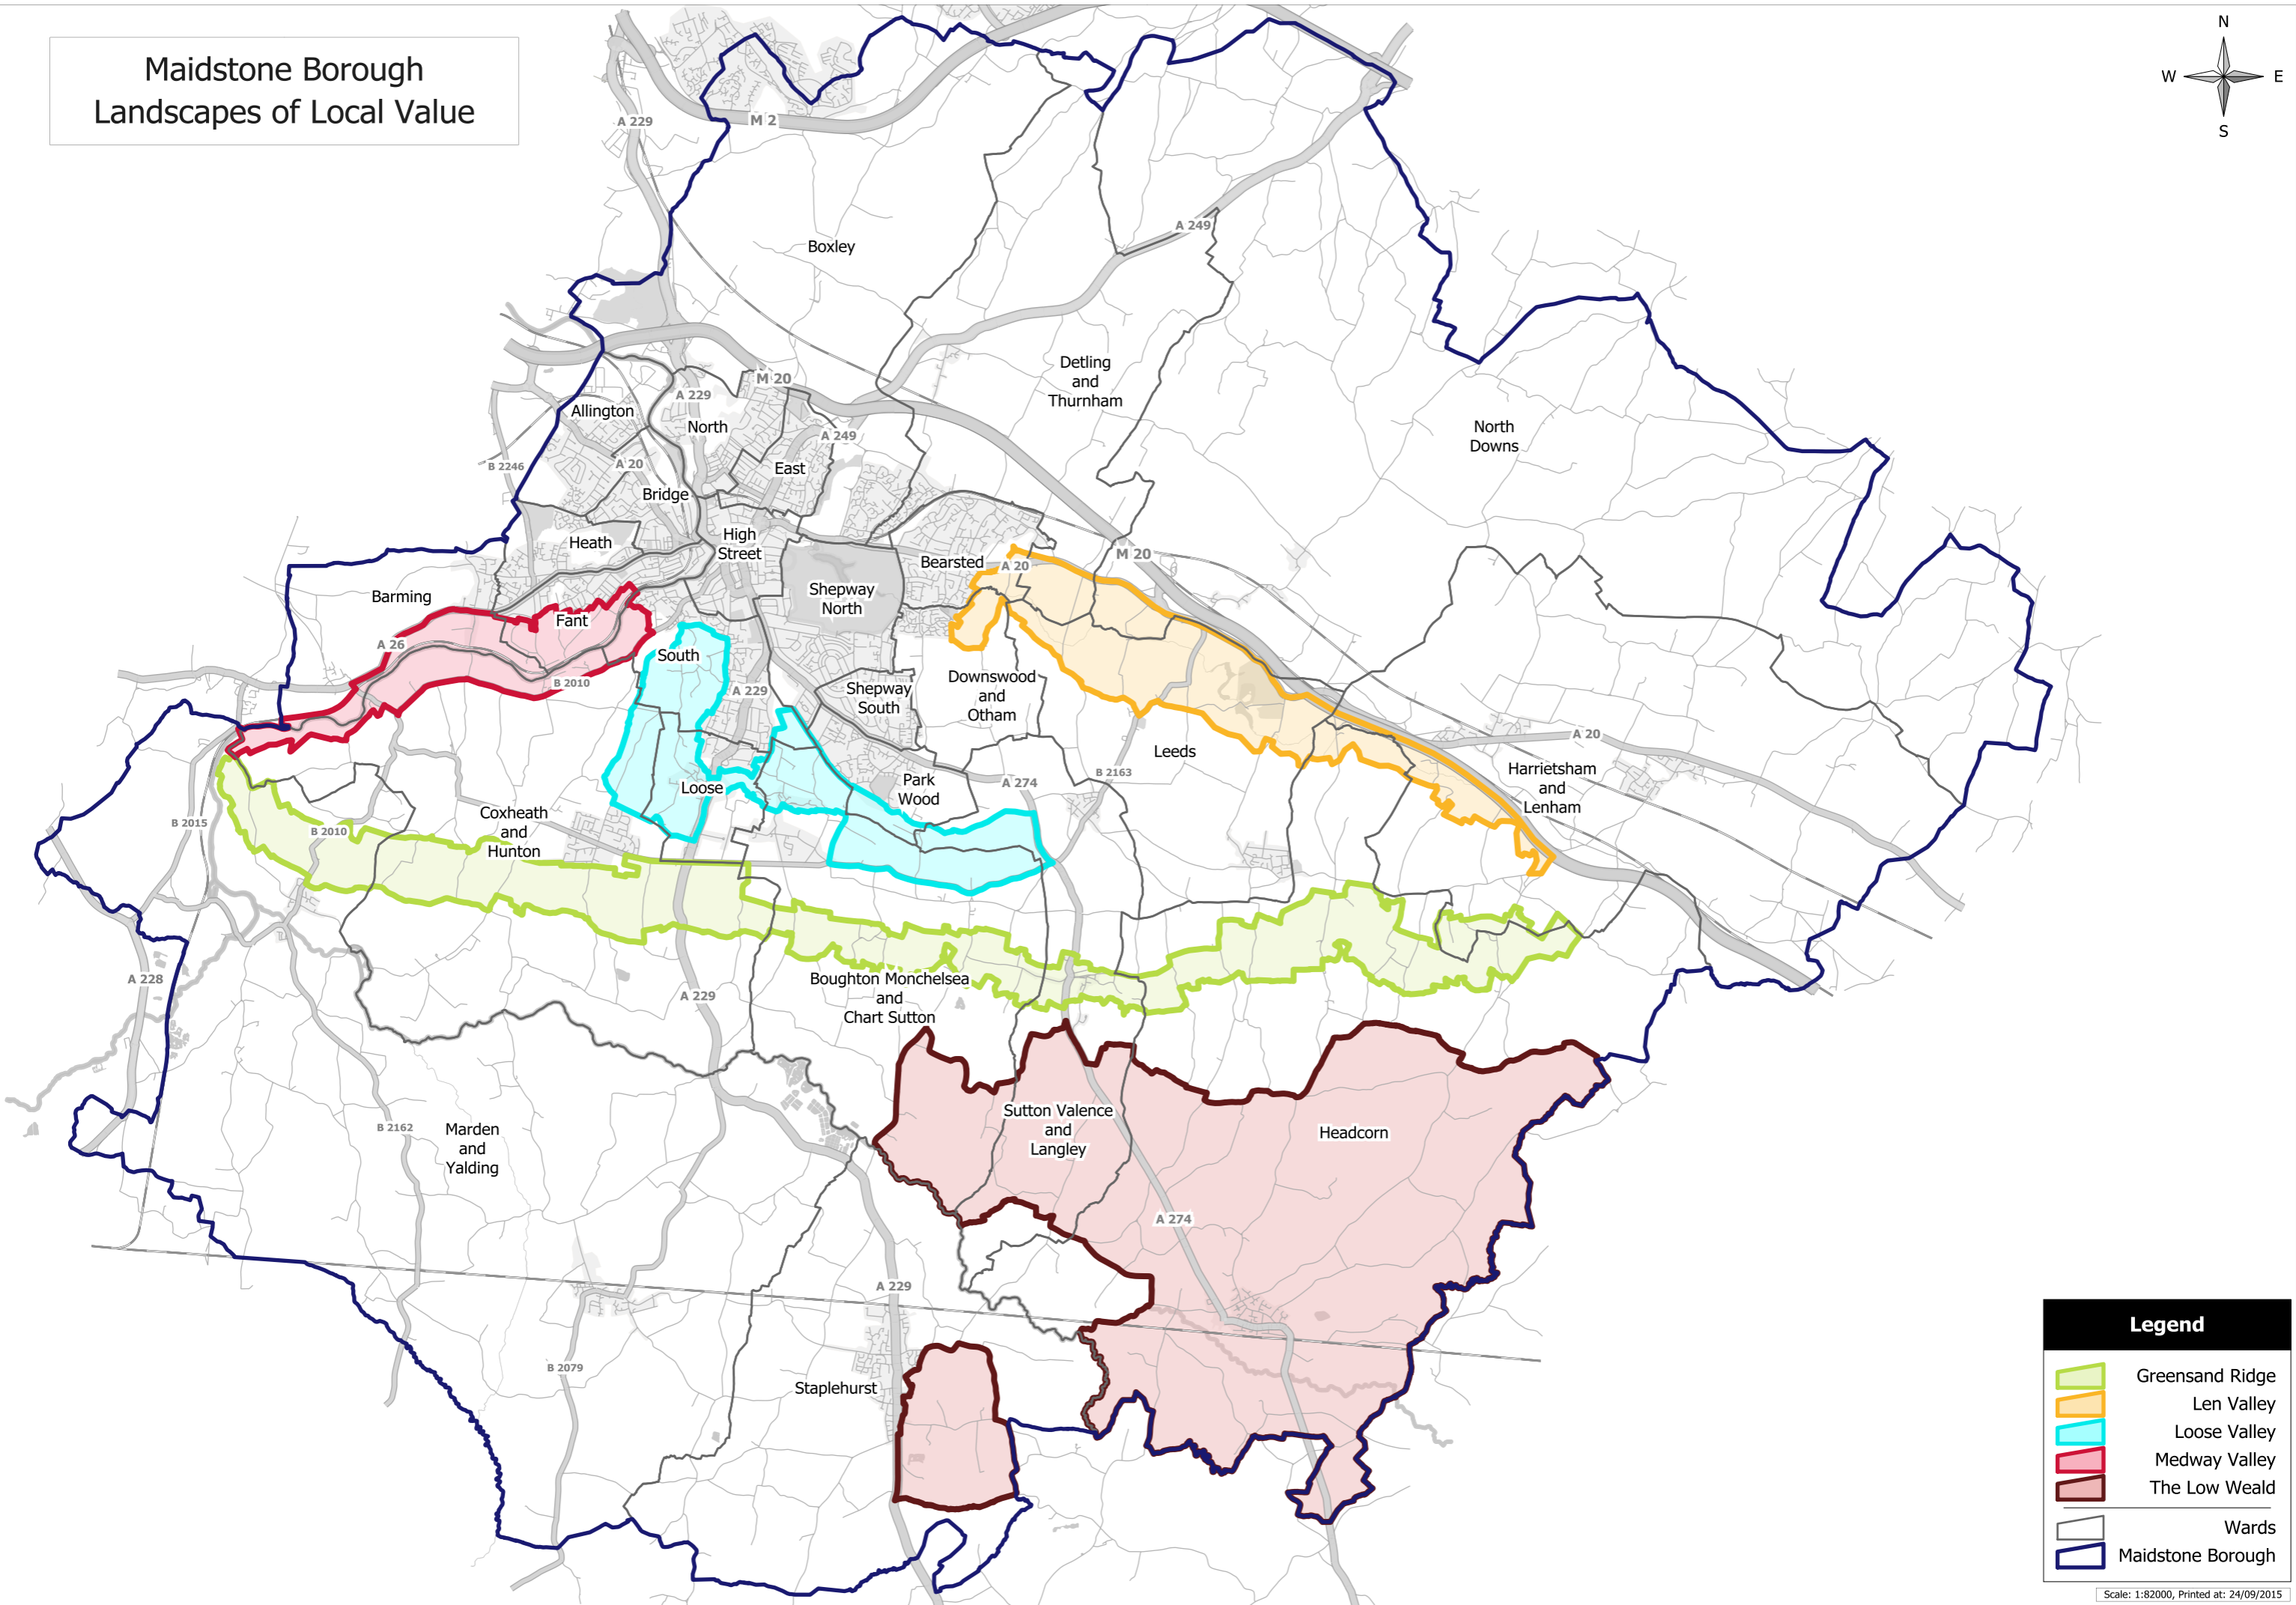 Maidstone Borough
Landscapes of Local Value
N
W
E
S
A 229
M 2
A 249
Boxley
Detling
and
Thurnham
M 20
A 229
Allington
North
A 249
North
Downs
B 2246
A 20
East
Bridge
High
Street
Heath
Bearsted
A 20
M 20
Shepway
North
Barming
Fant
A 26
South
B 2010
A 229
Shepway
South
Downswood
and
Otham
Leeds
A 20
Loose
Park
Wood
A 274
B 2163
Harrietsham
and
Lenham
B 2015
B 2010
Coxheath
and
Hunton
A 228
A 229
Boughton Monchelsea
and
Chart Sutton
B 2162
Marden
and
Yalding
Sutton Valence
and
Langley
Headcorn
A 274
A 229
B 2079
Staplehurst
Legend
Greensand Ridge
Len Valley
Loose Valley
Medway Valley
The Low Weald
Wards
Maidstone Borough
Scale: 1:82000, Printed at: 24/09/2015